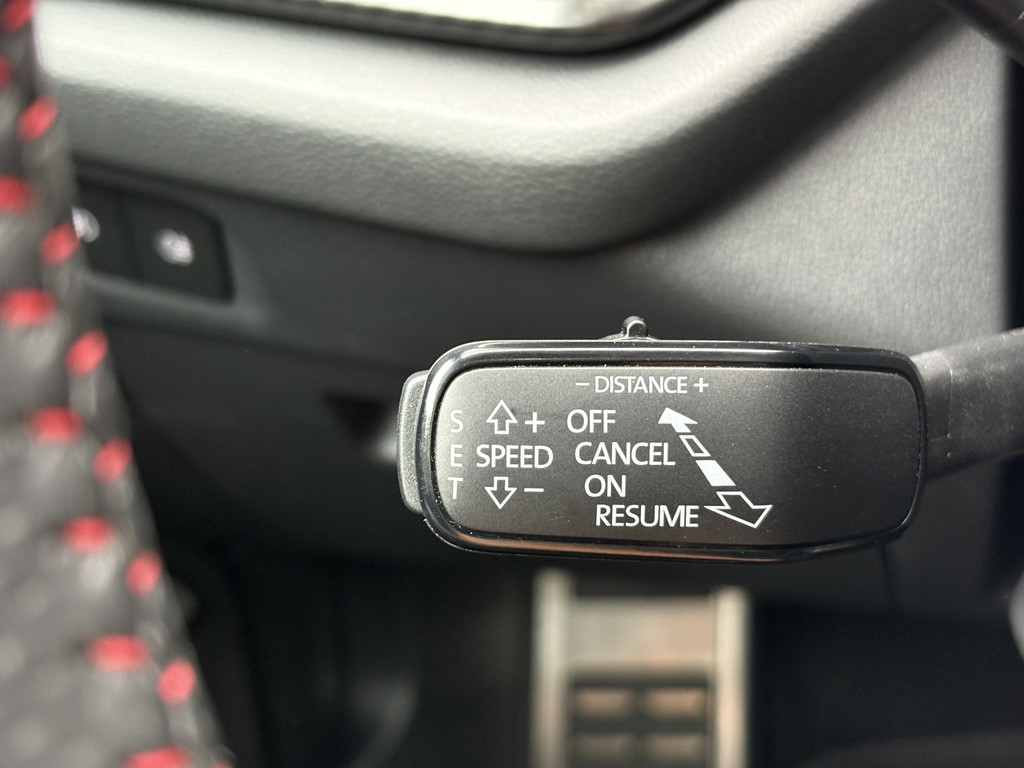 − DISTANCE +
S + OFF
E SPEED CANCEL
T − ON
RESUME